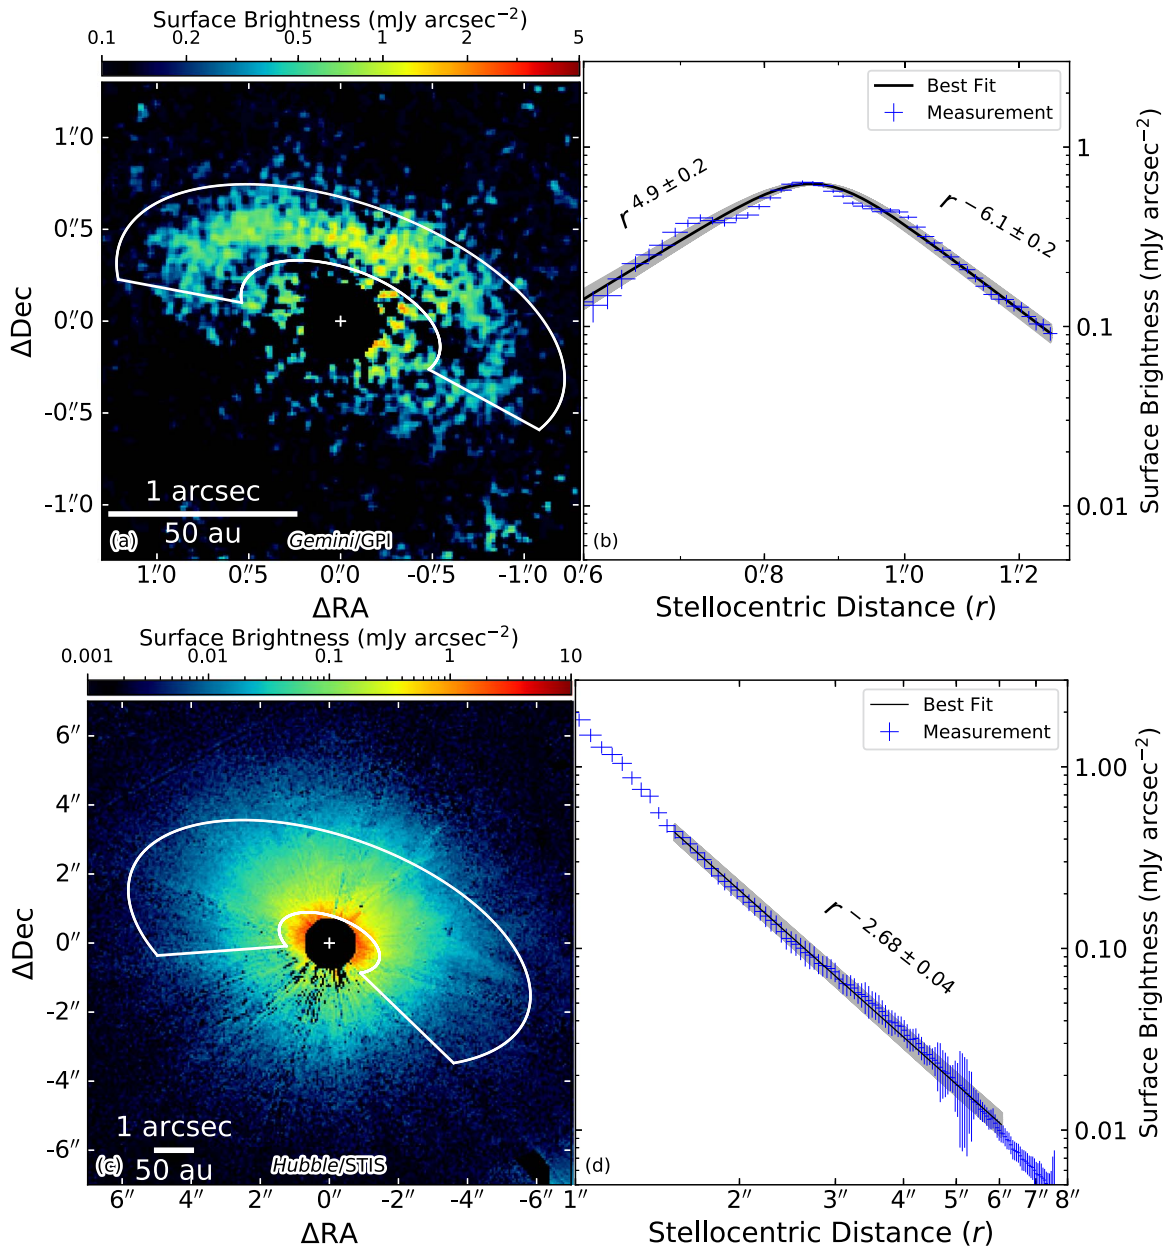 Surface Brightness (mJy arcsec⁻²)
0.1 0.2 0.5 1 2 5
1″0
0″5
0″0
-0″5
-1″0
ΔDec
1 arcsec
50 au
(a)
Gemini/GPI
1″0 0″5 0″0 -0″5 -1″0
ΔRA
Best Fit
Measurement
r 4.9 ± 0.2
r −6.1 ± 0.2
1
0.1
0.01
Surface Brightness (mJy arcsec⁻²)
(b)
0″6 0″8 1″0 1″2
Stellocentric Distance (r)
Surface Brightness (mJy arcsec⁻²)
0.001 0.01 0.1 1 10
6″
4″
2″
0″
-2″
-4″
-6″
ΔDec
1 arcsec
50 au
(c)
Hubble/STIS
6″ 4″ 2″ 0″ -2″ -4″ -6″
ΔRA
Best Fit
Measurement
r −2.68 ± 0.04
1.00
0.10
0.01
Surface Brightness (mJy arcsec⁻²)
(d)
1″ 2″ 3″ 4″ 5″ 6″ 7″ 8″
Stellocentric Distance (r)